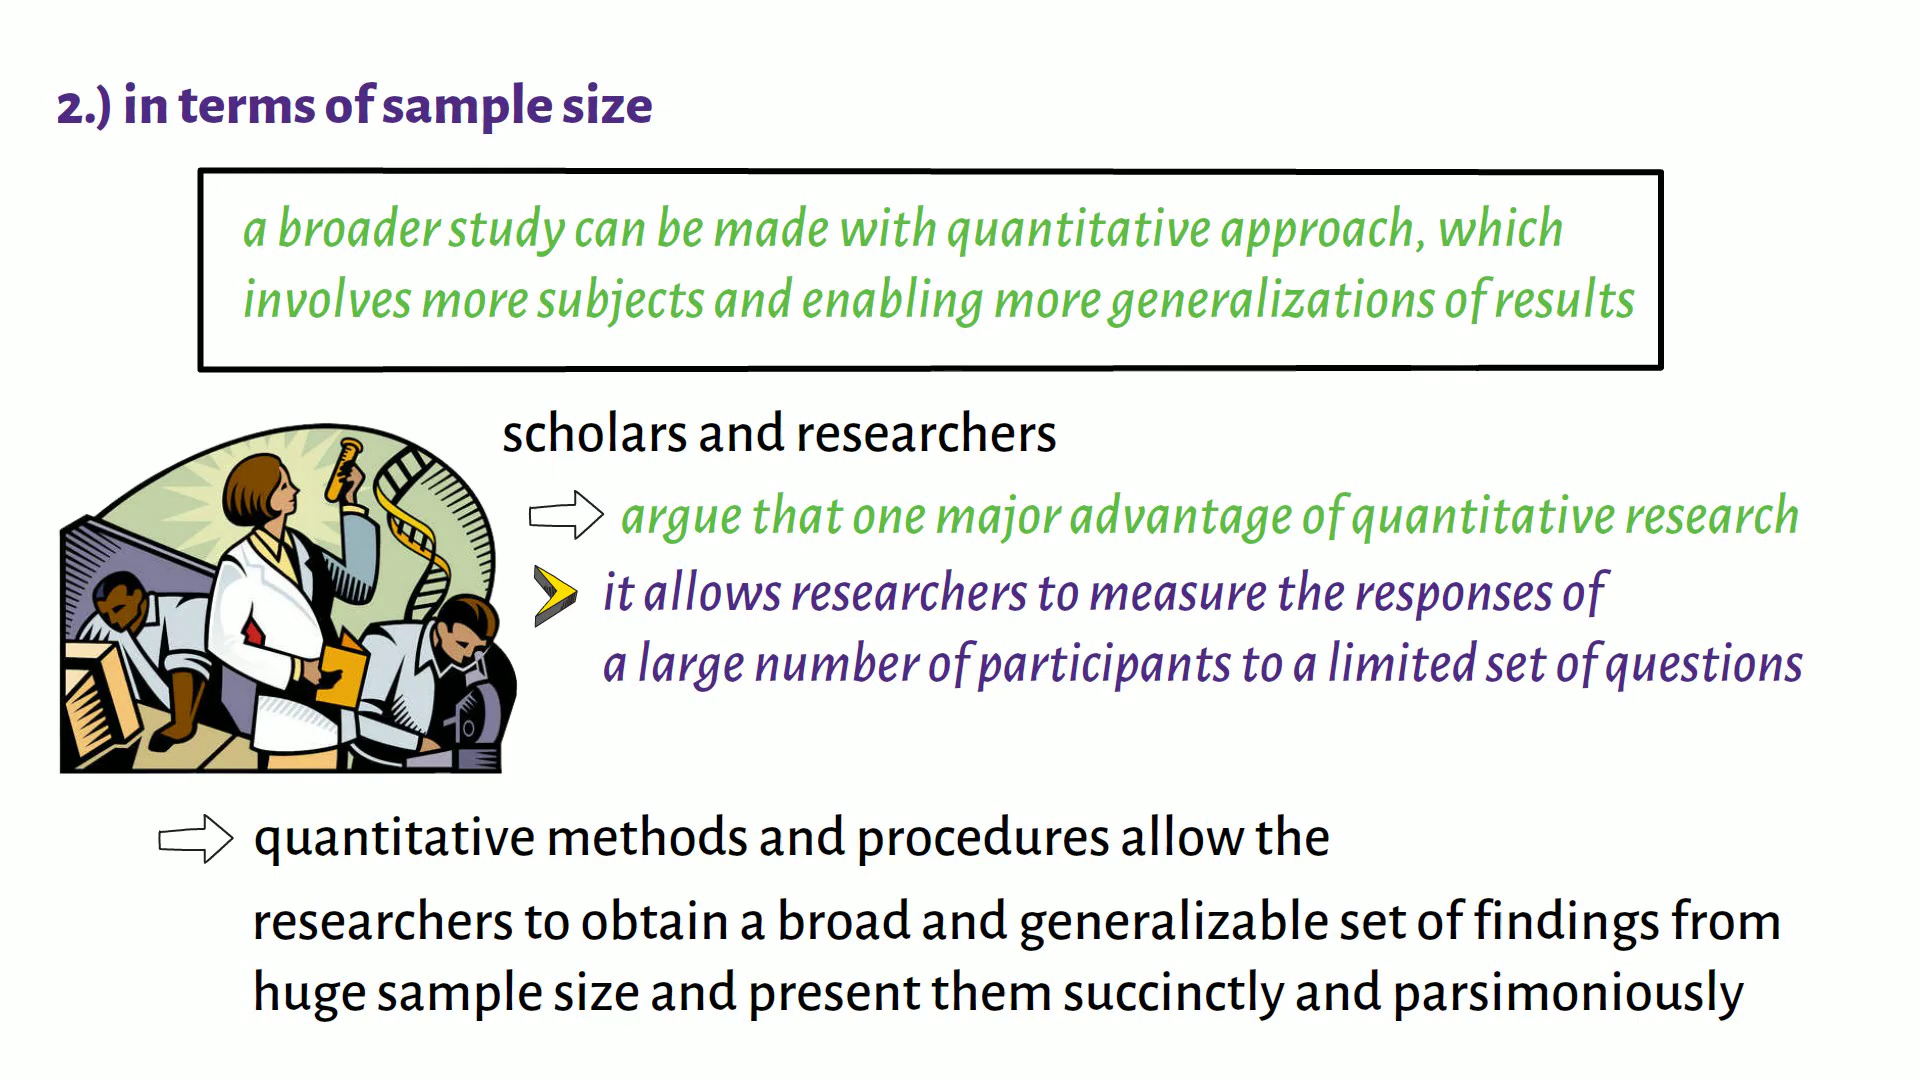 2.) in terms of sample size
a broader study can be made with quantitative approach, which
involves more subjects and enabling more generalizations of results
scholars and researchers
argue that one major advantage of quantitative research
it allows researchers to measure the responses of
a large number of participants to a limited set of questions
quantitative methods and procedures allow the
researchers to obtain a broad and generalizable set of findings from
huge sample size and present them succinctly and parsimoniously